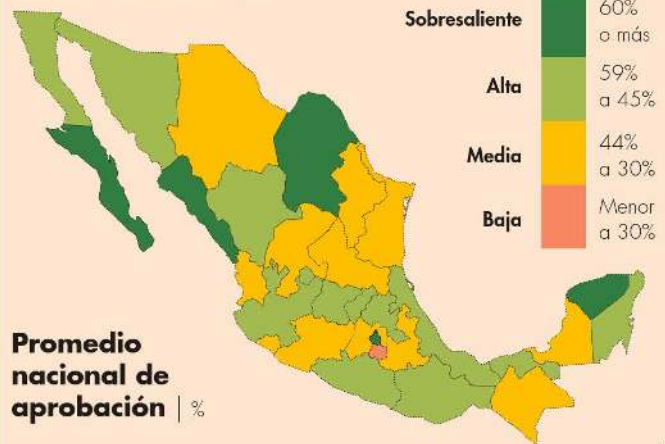 Sobresaliente
60%
o más
Alta
59%
a 45%
Media
44%
a 30%
Baja
Menor
a 30%
Promedio
nacional de
aprobación | %